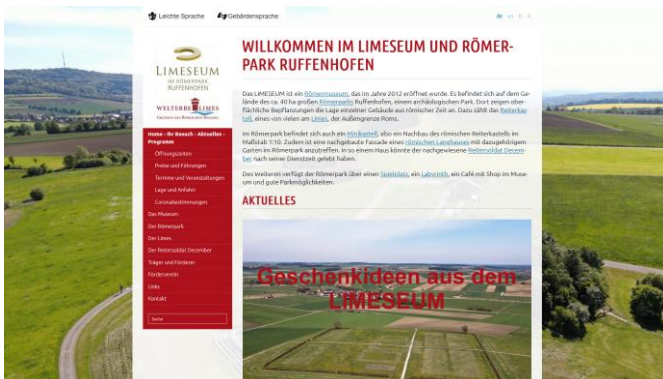 Leichte Sprache
Gebärdensprache
de
LIMESEUM
IM RÖMERPARK
RUFFENHOFEN
WELTERBE LIMES
WILLKOMMEN IM LIMESEUM UND RÖMER-
PARK RUFFENHOFEN
Das LIMESEUM ist ein Römermuseum, das im Jahre 2012 eröffnet wurde. Es befindet sich auf dem Ge-
lände des ca. 40 ha großen Römerparks Ruffenhofen, einem archäologischen Park. Dort zeigen ober-
flächliche Bepflanzungen die Lage einzelner Gebäude aus römischer Zeit an. Dazu zählt das Reiterkas-
tell, eines von vielen am Limes, der Außengrenze Roms.
Im Römerpark befindet sich auch ein Minikastell, also ein Nachbau des römischen Reiterkastells im
Maßstab 1:10. Zudem ist eine nachgebaute Fassade eines römischen Langhauses mit dazugehörigem
Garten im Römerpark anzutreffen. In so einem Haus könnte der nachgewiesene Reitersoldat Decem-
ber nach seiner Dienstzeit gelebt haben.
Des Weiteren verfügt der Römerpark über einen Spielplatz, ein Labyrinth, ein Café mit Shop im Muse-
um und gute Parkmöglichkeiten.
AKTUELLES
Geschenkideen aus dem
LIMESEUM
Home - Ihr Besuch - Aktuelles -
Programm
Öffnungszeiten
Preise und Führungen
Termine und Veranstaltungen
Lage und Anfahrt
Coronabestimmungen
Das Museum
Der Römerpark
Der Limes
Der Reitersoldat December
Träger und Förderer
Förderverein
Links
Kontakt
Suche